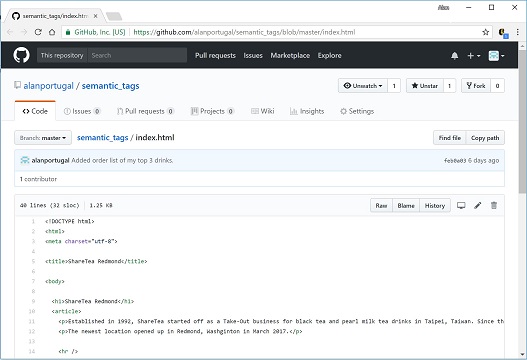 Alan
semantic_tags/index.html
GitHub, Inc. [US] https://github.com/alanportugal/semantic_tags/blob/master/index.html
This repository Search Pull requests Issues Marketplace Explore
alanportugal / semantic_tags Unwatch 1 Unstar 1 Fork 0
Code Issues 0 Pull requests 0 Projects 0 Wiki Insights Settings
Branch: master semantic_tags / index.html Find file Copy path
alanportugal Added order list of my top 3 drinks. 6 days ago
1 contributor
40 lines (32 sloc) 1.25 KB Raw Blame History
1 <!DOCTYPE html>
2 <html>
3 <meta charset="utf-8">
4
5 <title>ShareTea Redmond</title>
6
7 <body>
8
9 <h1>ShareTea Redmond</h1>
10 <article>
11 <p>Established in 1992, ShareTea started off as a Take-Out business for black tea and pearl milk tea drinks in Taipei, Taiwan. Since th
12 <p>The newest location opened up in Redmond, Washginton in March 2017.</p>
13
14 <hr />